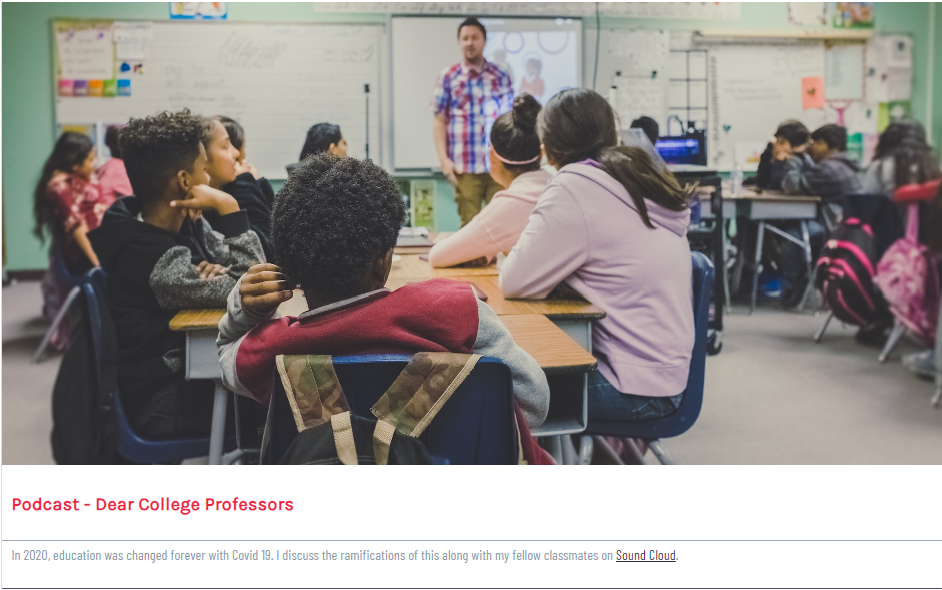 Podcast - Dear College Professors
In 2020, education was changed forever with Covid 19. I discuss the ramifications of this along with my fellow classmates on Sound Cloud.